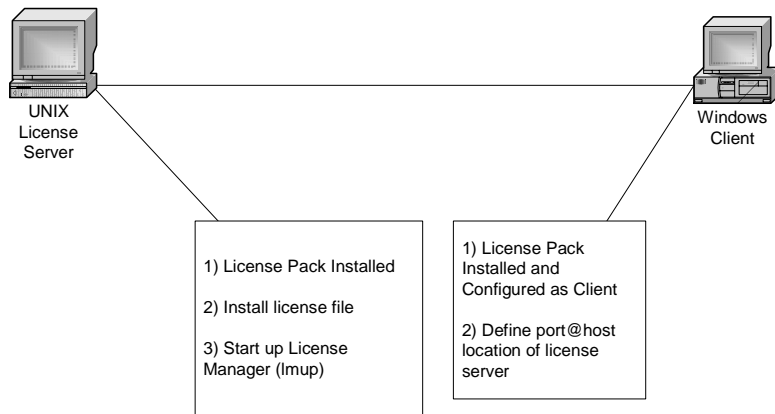 UNIX
License
Server
Windows
Client
1) License Pack Installed
2) Install license file
3) Start up License
Manager (lmup)
1) License Pack
Installed and
Configured as Client
2) Define port@host
location of license
server